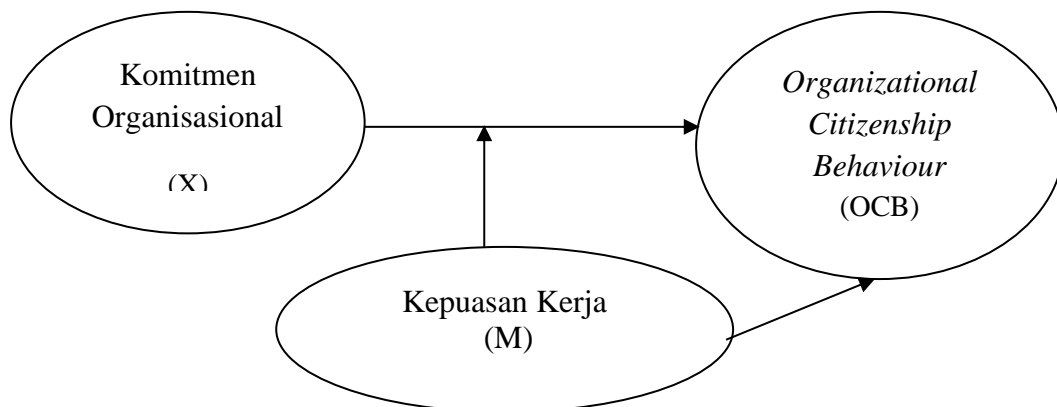 Komitmen
Organisasional
(X)
Organizational
Citizenship
Behaviour
(OCB)
Kepuasan Kerja
(M)